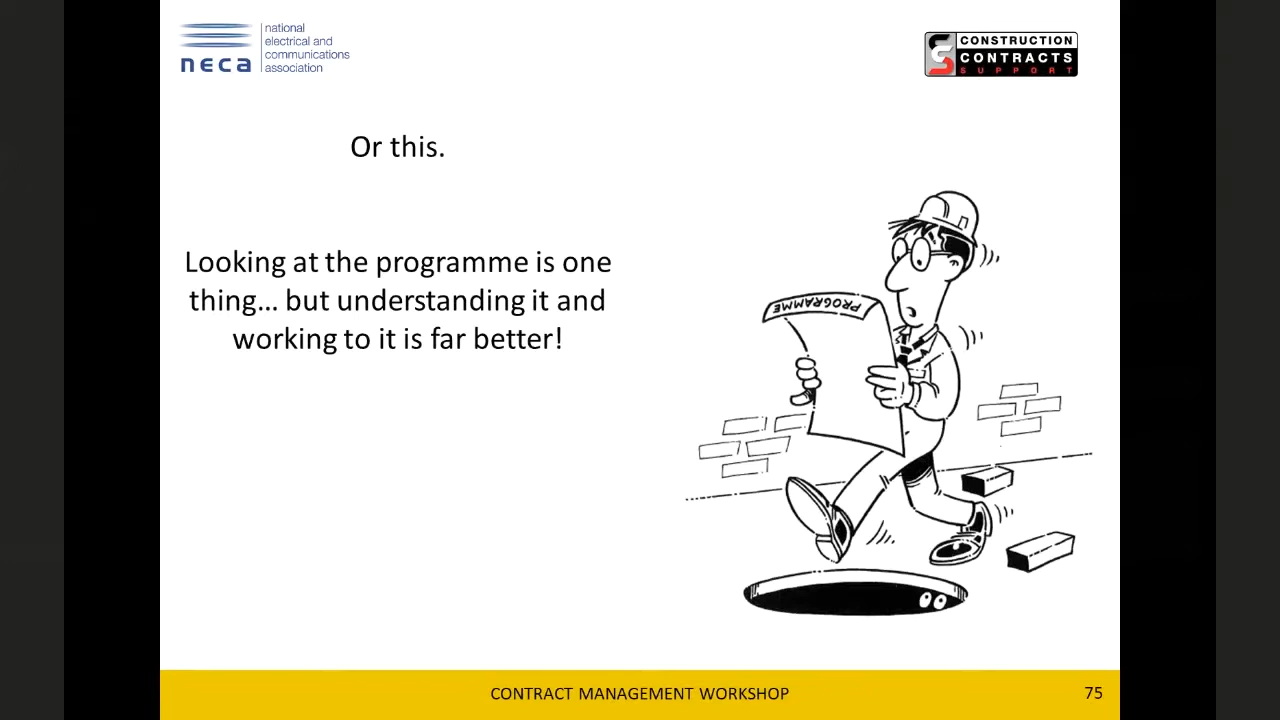 national
electrical and
communications
association
neca
CONSTRUCTION
CONTRACTS
SUPPORT
Or this.
Looking at the programme is one
thing... but understanding it and
working to it is far better!
PROGRAMME
CONTRACT MANAGEMENT WORKSHOP
75